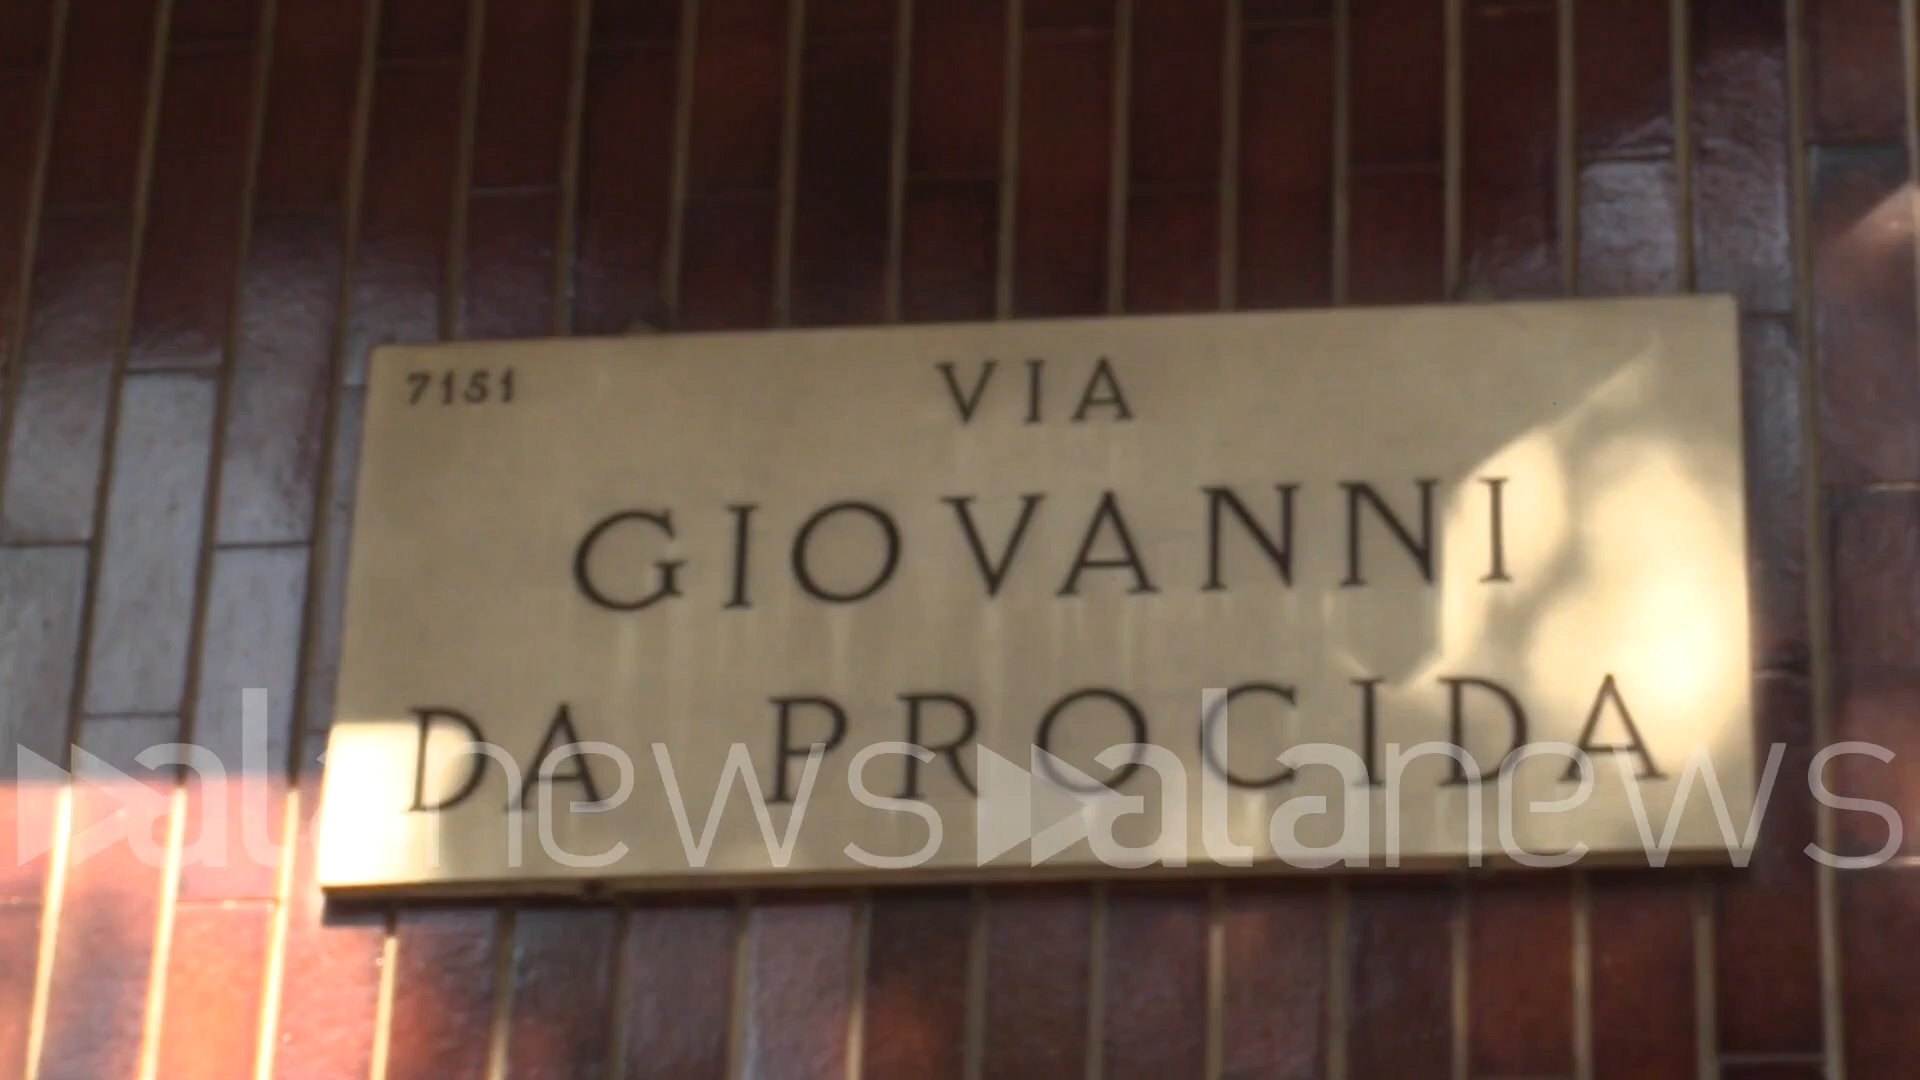 7151
VIA
GIOVANNI
DA PROCIDA
alanews alanews